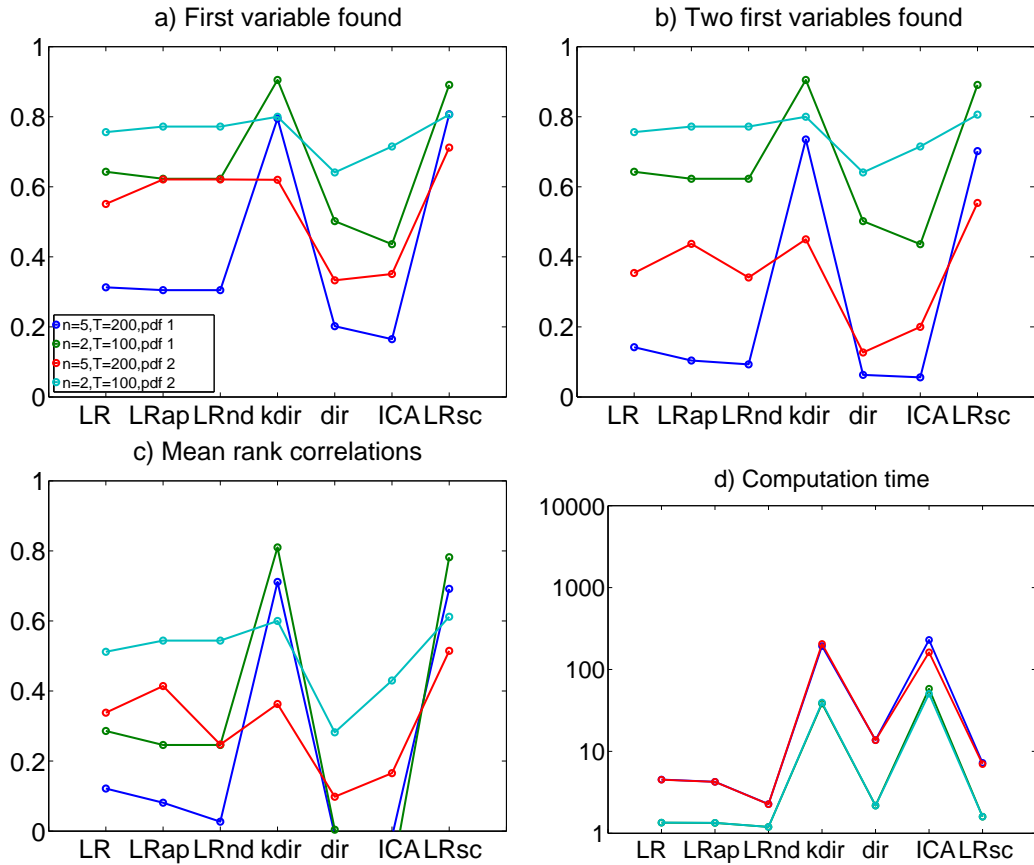 a) First variable found
1
0.8
0.6
0.4
0.2
0
n=5,T=200,pdf 1
n=2,T=100,pdf 1
n=5,T=200,pdf 2
n=2,T=100,pdf 2
LR LRap LRnd kdir dir ICA LRsc
b) Two first variables found
1
0.8
0.6
0.4
0.2
0
LR LRap LRnd kdir dir ICA LRsc
c) Mean rank correlations
1
0.8
0.6
0.4
0.2
0
LR LRap LRnd kdir dir ICA LRsc
d) Computation time
10000
1000
100
10
1
LR LRap LRnd kdir dir ICA LRsc